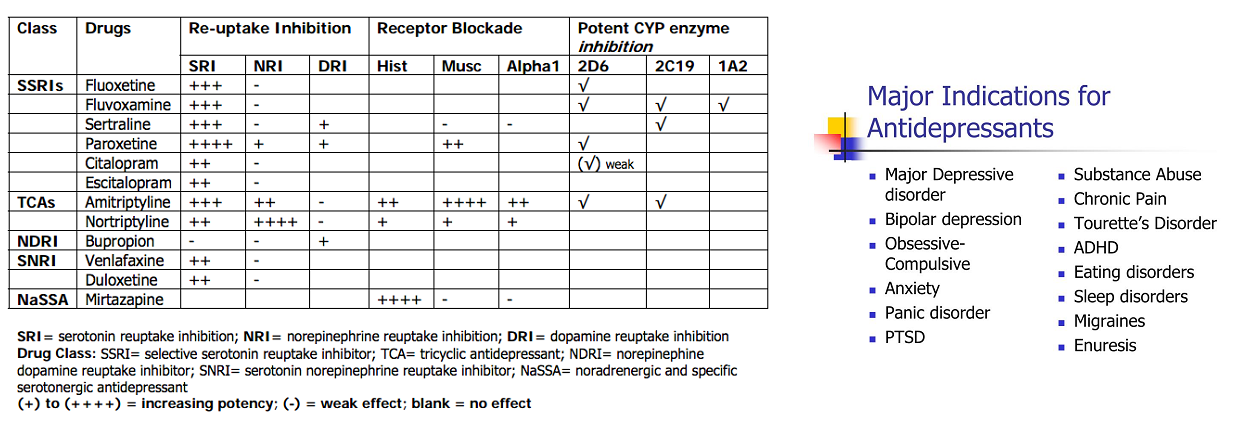 Class Drugs Re-uptake Inhibition Receptor Blockade Potent CYP enzyme
inhibition
SRI NRI DRI Hist Musc Alpha1 2D6 2C19 1A2
SSRIs Fluoxetine +++ - √
Fluvoxamine +++ - √ √ √
Sertraline +++ - + - - √
Paroxetine ++++ + + ++ √
Citalopram ++ - (√) weak
Escitalopram ++ -
TCAs Amitriptyline +++ ++ - ++ ++++ ++ √ √
Nortriptyline ++ ++++ - + + +
NDRI Bupropion - - +
SNRI Venlafaxine ++ -
Duloxetine ++ -
NaSSA Mirtazapine ++++ - -
SRI= serotonin reuptake inhibition; NRI= norepinephrine reuptake inhibition; DRI= dopamine reuptake inhibition
Drug Class: SSRI= selective serotonin reuptake inhibitor; TCA= tricyclic antidepressant; NDRI= norepinephine
dopamine reuptake inhibitor; SNRI= serotonin norepinephrine reuptake inhibitor; NaSSA= noradrenergic and specific
serotonergic antidepressant
(+) to (++++) = increasing potency; (-) = weak effect; blank = no effect
Major Indications for
Antidepressants
Major Depressive
disorder
Bipolar depression
Obsessive-
Compulsive
Anxiety
Panic disorder
PTSD
Substance Abuse
Chronic Pain
Tourette's Disorder
ADHD
Eating disorders
Sleep disorders
Migraines
Enuresis